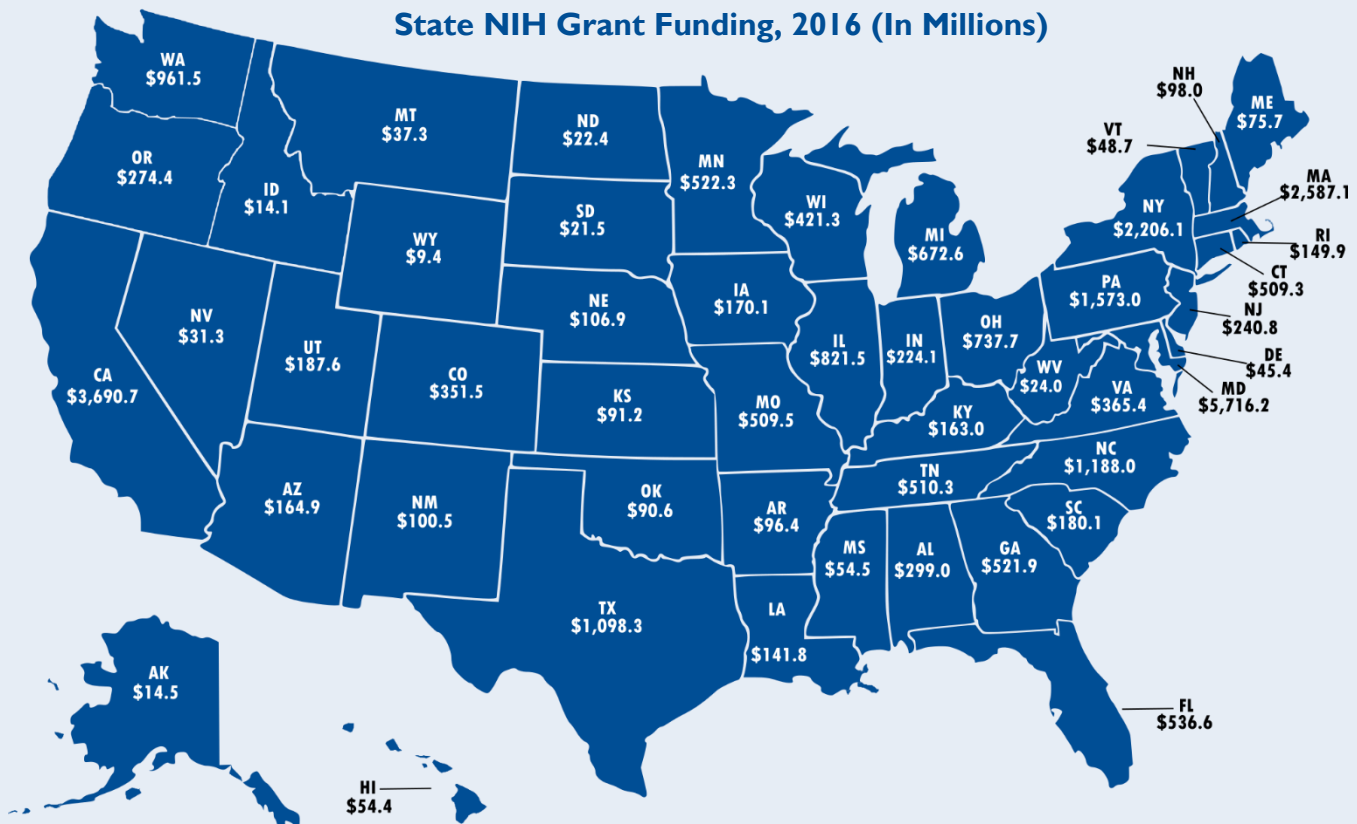 State NIH Grant Funding, 2016 (In Millions)
WA
$961.5
OR
$274.4
CA
$3,690.7
ID
$14.1
NV
$31.3
MT
$37.3
WY
$9.4
UT
$187.6
AZ
$164.9
CO
$351.5
NM
$100.5
ND
$22.4
SD
$21.5
NE
$106.9
KS
$91.2
OK
$90.6
TX
$1,098.3
MN
$522.3
IA
$170.1
MO
$509.5
AR
$96.4
LA
$141.8
WI
$421.3
IL
$821.5
MI
$672.6
IN
$224.1
OH
$737.7
KY
$163.0
TN
$510.3
MS
$54.5
AL
$299.0
GA
$521.9
FL
$536.6
SC
$180.1
NC
$1,188.0
VA
$365.4
WV
$24.0
PA
$1,573.0
NY
$2,206.1
VT
$48.7
NH
$98.0
ME
$75.7
MA
$2,587.1
RI
$149.9
CT
$509.3
NJ
$240.8
DE
$45.4
MD
$5,716.2
AK
$14.5
HI
$54.4